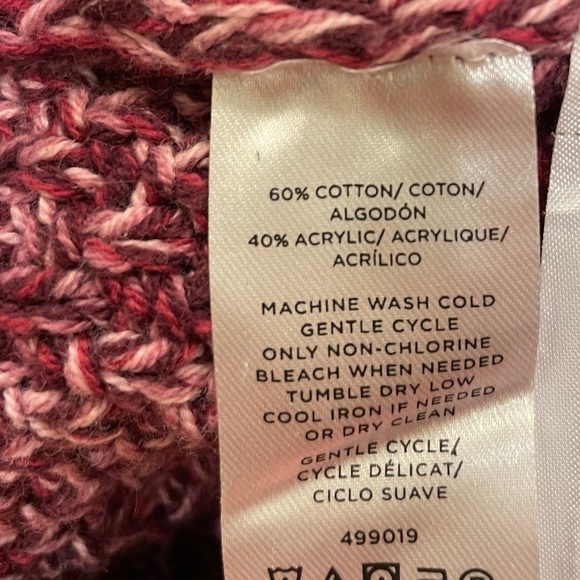 60% COTTON/ COTON/
ALGODÓN
40% ACRYLIC/ ACRYLIQUE/
ACRÍLICO
MACHINE WASH COLD
GENTLE CYCLE
ONLY NON-CHLORINE
BLEACH WHEN NEEDED
TUMBLE DRY LOW
COOL IRON IF NEEDED
OR DRY CLEAN
GENTLE CYCLE/
CYCLE DÉLICAT/
CICLO SUAVE
499019